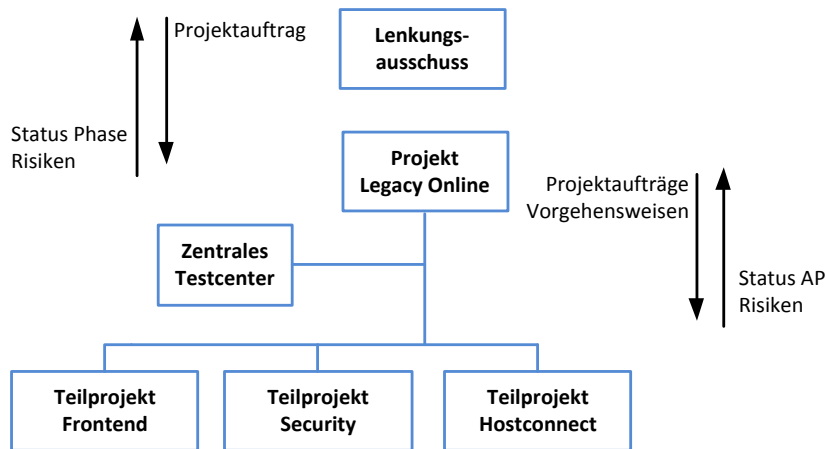 Projektauftrag
Lenkungs-
ausschuss
Status Phase
Risiken
Projekt
Legacy Online
Projektaufträge
Vorgehensweisen
Zentrales
Testcenter
Status AP
Risiken
Teilprojekt
Frontend
Teilprojekt
Security
Teilprojekt
Hostconnect